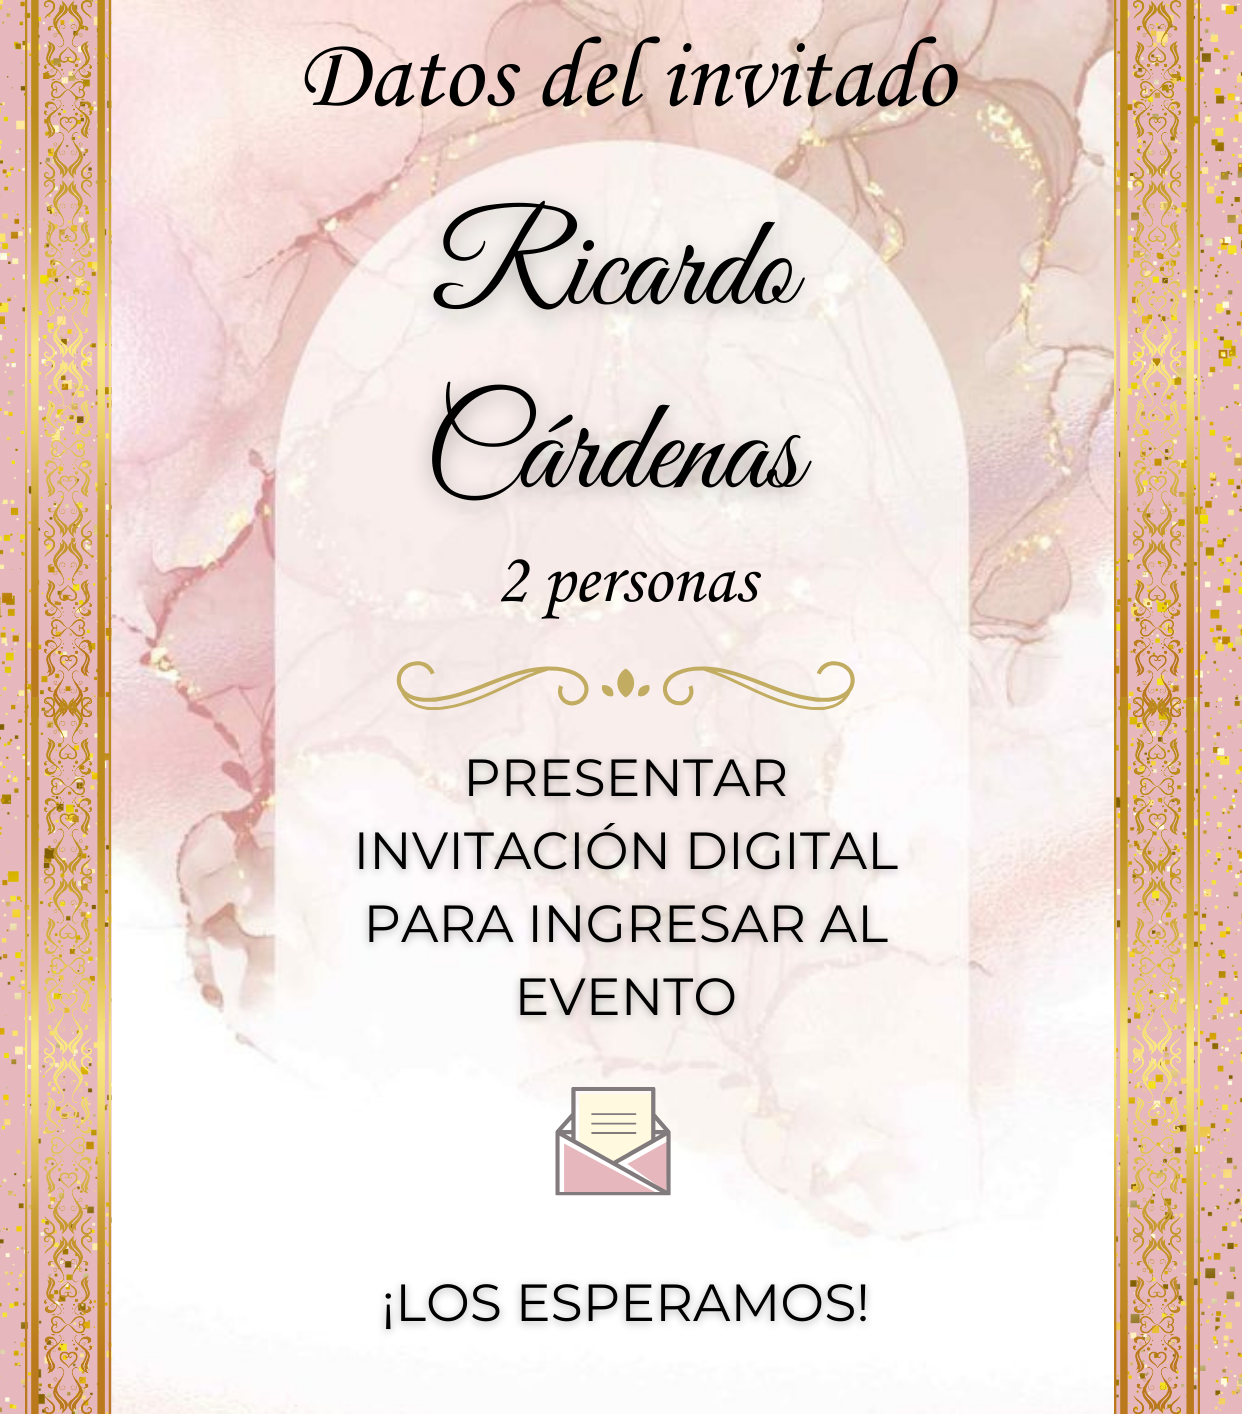 Datos del invitado
Ricardo
Cárdenas
2 personas
PRESENTAR
INVITACIÓN DIGITAL
PARA INGRESAR AL
EVENTO
¡LOS ESPERAMOS!